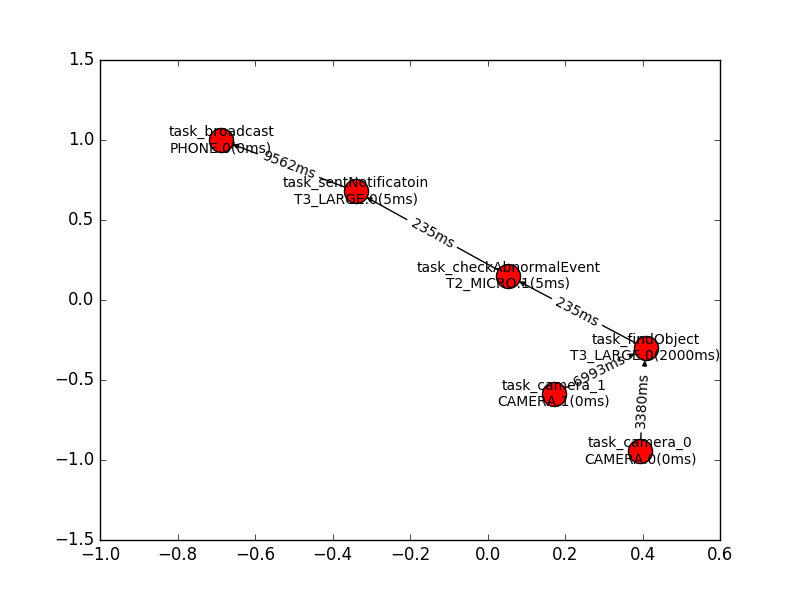 1.5
task_broadcast
1.0
PHONE.0(0ms)
9562ms
task_sentNotificatoin
T3_LARGE.0(5ms)
0.5
235ms
task_checkAbnormalEvent
T2_MICRO.1(5ms)
0.0
235ms
task_findObject
T3_LARGE.0(2000ms)
6993ms
−0.5
task_camera_1
CAMERA.1(0ms)
3380ms
task_camera_0
−1.0
CAMERA.0(0ms)
−1.5
−1.0 −0.8 −0.6 −0.4 −0.2 0.0 0.2 0.4 0.6